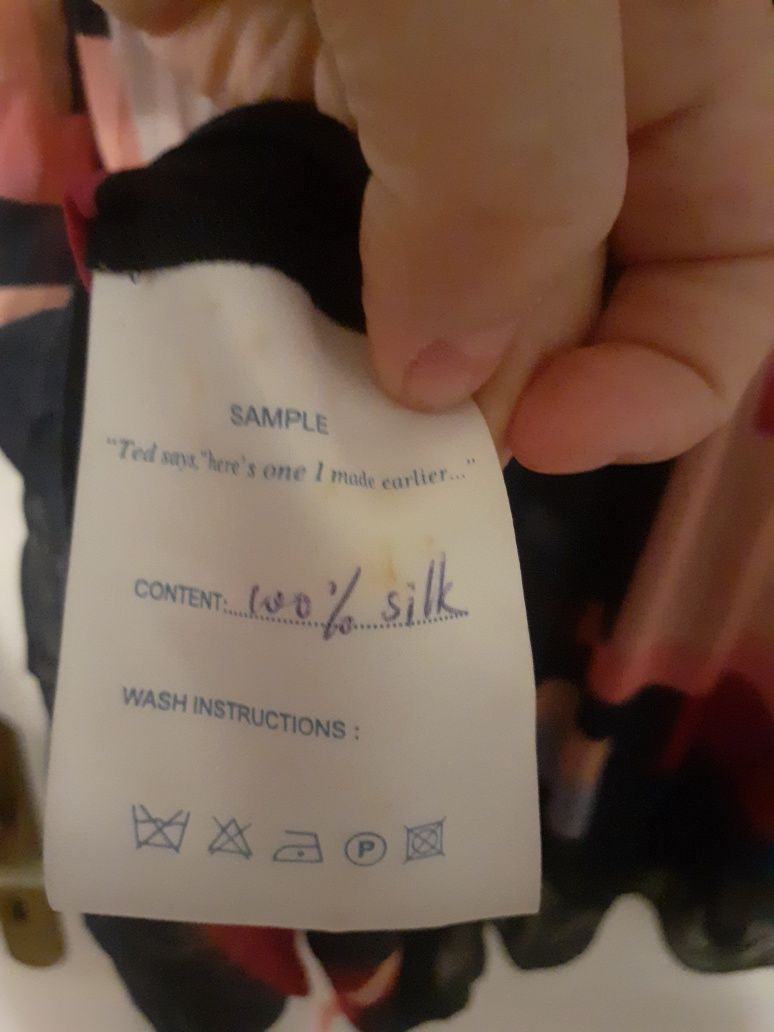 SAMPLE
"Ted says,"here's one I made earlier..."
CONTENT:..100% silk
WASH INSTRUCTIONS :
P